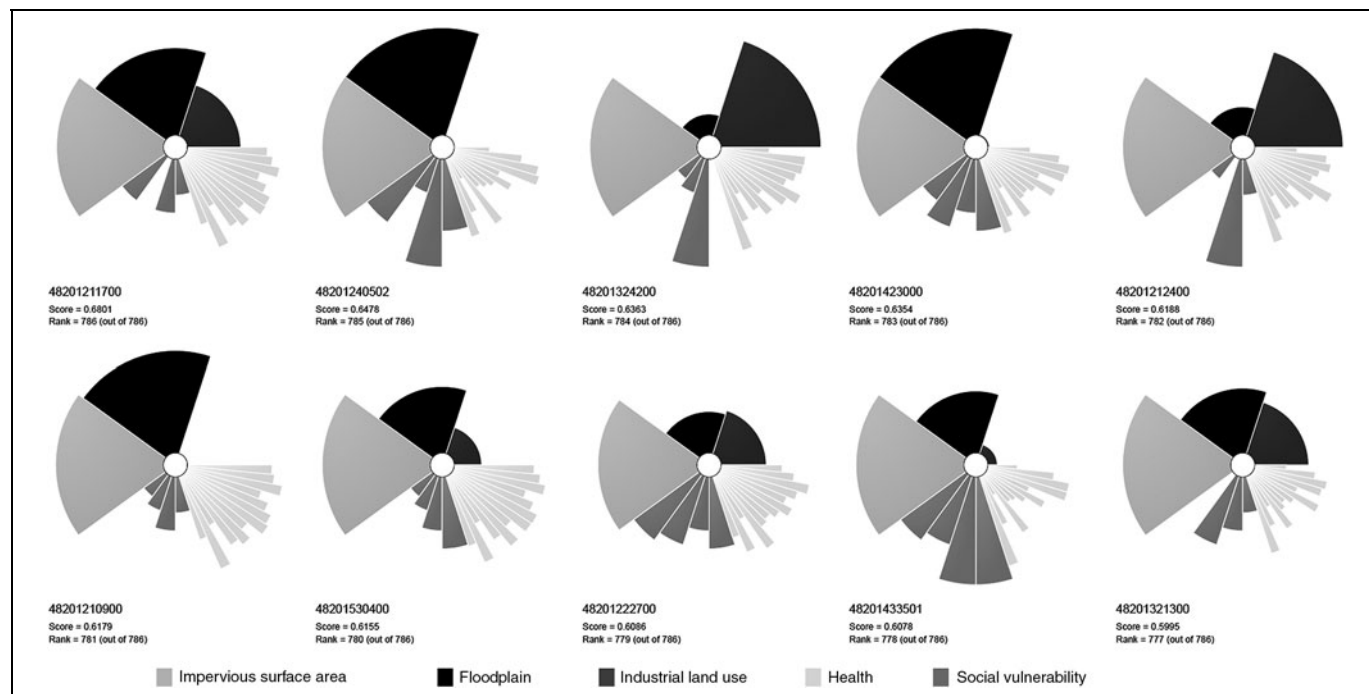 48201211700
Score = 0.6801
Rank = 786 (out of 786)
48201240502
Score = 0.6478
Rank = 785 (out of 786)
48201324200
Score = 0.6363
Rank = 784 (out of 786)
48201423000
Score = 0.6354
Rank = 783 (out of 786)
48201212400
Score = 0.6188
Rank = 782 (out of 786)
48201210900
Score = 0.6179
Rank = 781 (out of 786)
48201530400
Score = 0.6155
Rank = 780 (out of 786)
48201222700
Score = 0.6086
Rank = 779 (out of 786)
48201433501
Score = 0.6078
Rank = 778 (out of 786)
48201321300
Score = 0.5995
Rank = 777 (out of 786)
Impervious surface area
Floodplain
Industrial land use
Health
Social vulnerability